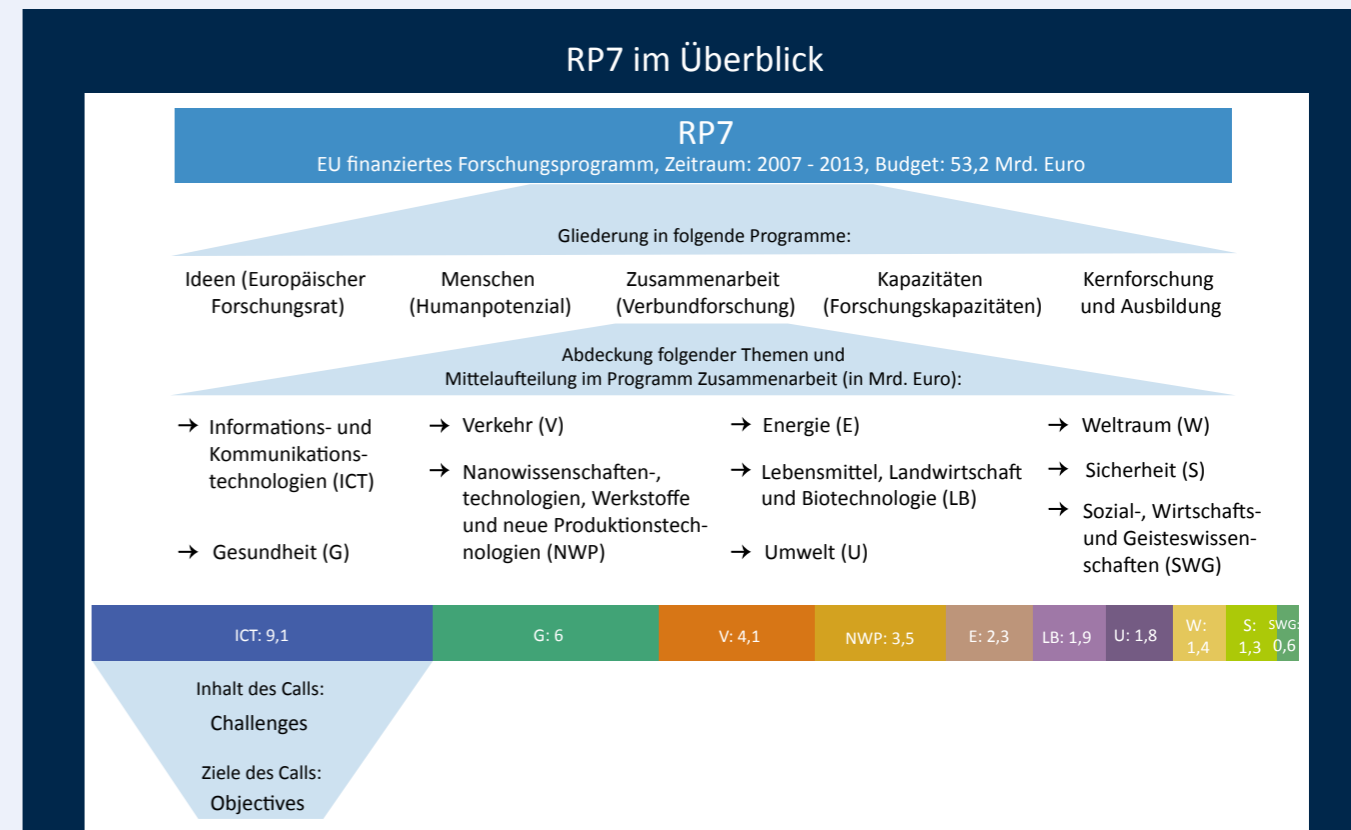 RP7 im Überblick
RP7
EU finanziertes Forschungsprogramm, Zeitraum: 2007 - 2013, Budget: 53,2 Mrd. Euro
Gliederung in folgende Programme:
Ideen (Europäischer
Forschungsrat)
Menschen
(Humanpotenzial)
Zusammenarbeit
(Verbundforschung)
Kapazitäten
(Forschungskapazitäten)
Kernforschung
und Ausbildung
Abdeckung folgender Themen und
Mittelaufteilung im Programm Zusammenarbeit (in Mrd. Euro):
→ Informations- und
Kommunikations-
technologien (ICT)
→ Gesundheit (G)
→ Verkehr (V)
→ Nanowissenschaften-,
technologien, Werkstoffe
und neue Produktionstech-
nologien (NWP)
→ Energie (E)
→ Lebensmittel, Landwirtschaft
und Biotechnologie (LB)
→ Umwelt (U)
→ Weltraum (W)
→ Sicherheit (S)
→ Sozial-, Wirtschafts-
und Geisteswissen-
schaften (SWG)
ICT: 9,1
G: 6
V: 4,1
NWP: 3,5
E: 2,3
LB: 1,9
U: 1,8
W:
1,4
S:
1,3
SWG:
0,6
Inhalt des Calls:
Challenges
Ziele des Calls:
Objectives